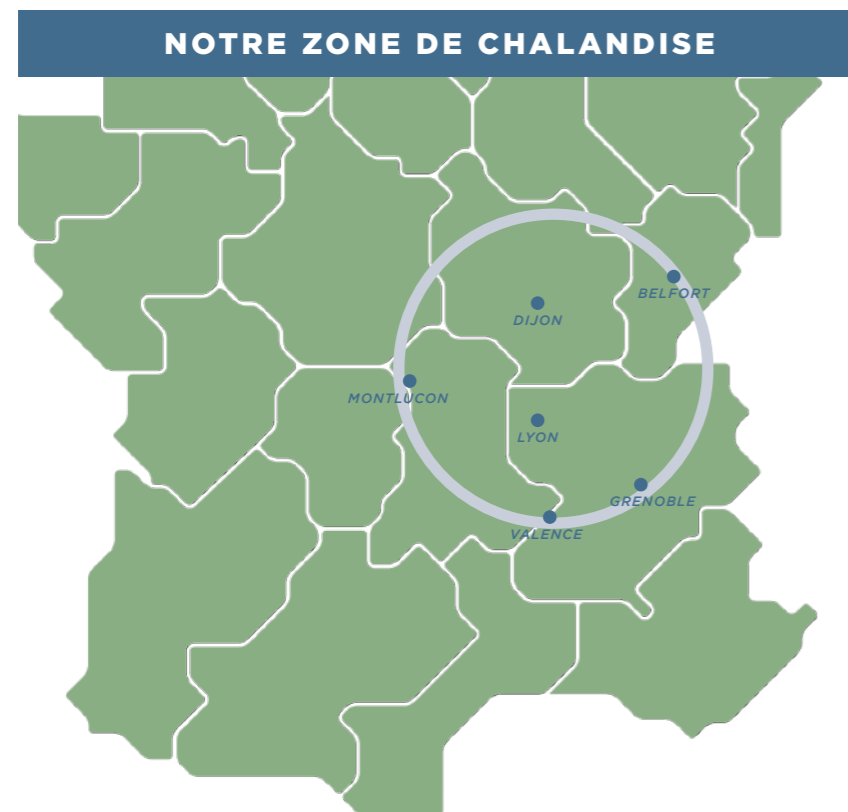 NOTRE ZONE DE CHALANDISE
BELFORT
DIJON
MONTLUCON
LYON
GRENOBLE
VALENCE